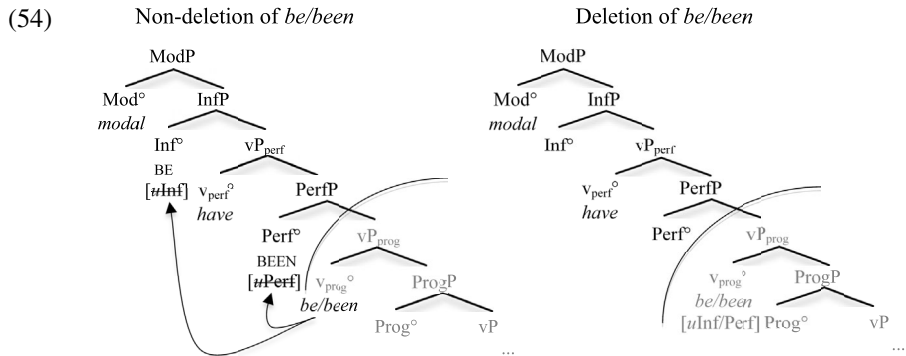 (54)
Non-deletion of be/been
Deletion of be/been
ModP
Mod°
modal
InfP
Inf°
BE
[uInf]
vPperf
vperf°
have
PerfP
Perf°
BEEN
[uPerf]
vPprog
vprog°
be/been
ProgP
Prog°
vP
...
ModP
Mod°
modal
InfP
Inf°
vPperf
vperf°
have
PerfP
Perf°
vPprog
vprog°
be/been
[uInf/Perf]
ProgP
Prog°
vP
...